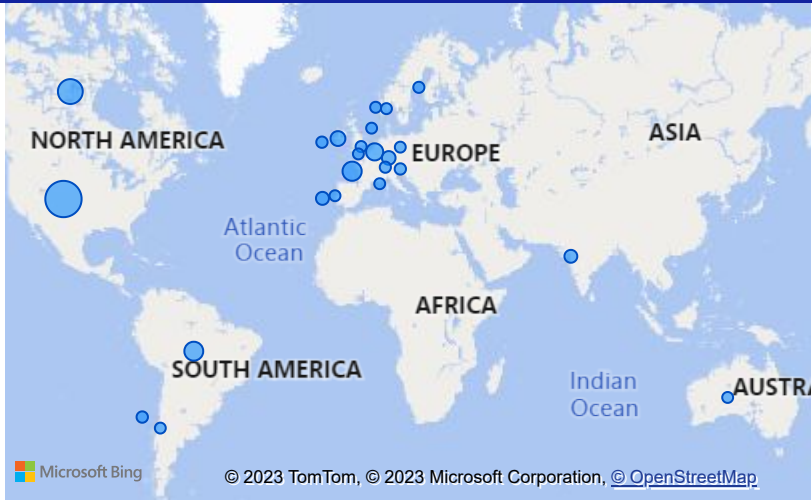 NORTH AMERICA
EUROPE
ASIA
Atlantic
Ocean
AFRICA
SOUTH AMERICA
Indian
Ocean
AUSTRA
Microsoft Bing
© 2023 TomTom, © 2023 Microsoft Corporation, © OpenStreetMap